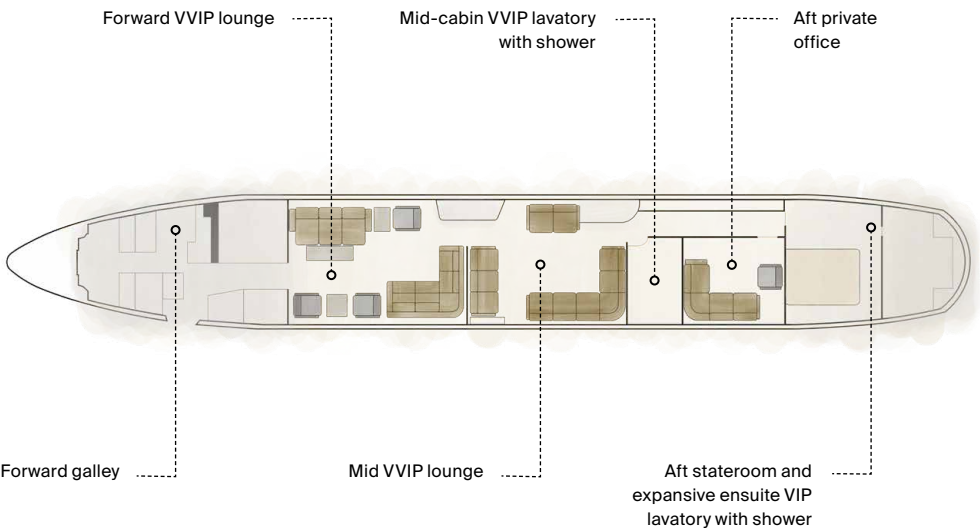 Forward VVIP lounge
Mid-cabin VVIP lavatory
with shower
Aft private
office
Forward galley
Mid VVIP lounge
Aft stateroom and
expansive ensuite VIP
lavatory with shower